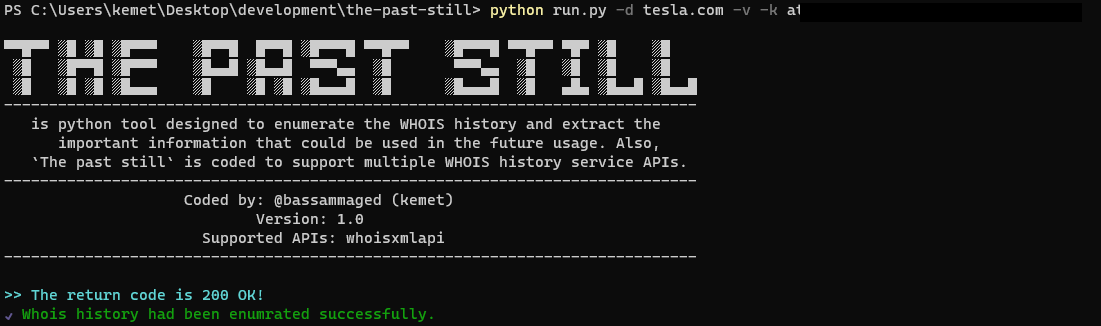 PS C:\Users\kemet\Desktop\development\the-past-still> python run.py -d tesla.com -v -k at
THE PAST STILL
is python tool designed to enumerate the WHOIS history and extract the
important information that could be used in the future usage. Also,
`The past still` is coded to support multiple WHOIS history service APIs.
Coded by: @bassammaged (kemet)
Version: 1.0
Supported APIs: whoisxmlapi
>> The return code is 200 OK!
✓ Whois history had been enumrated successfully.